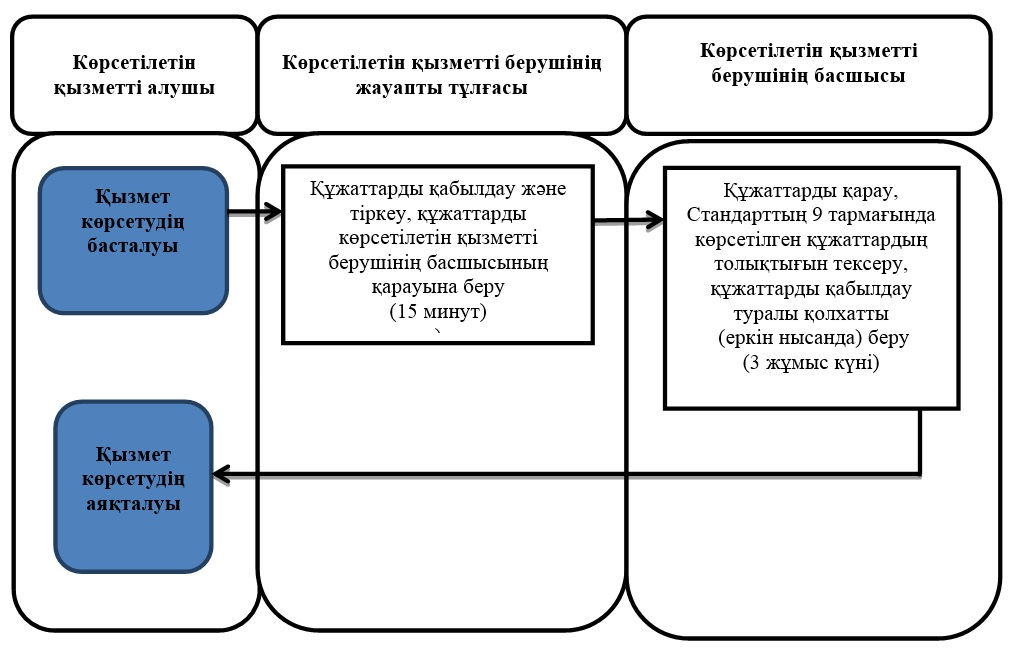 Көрсетілетін
қызметті алушы
Көрсетілетін қызметті берушінің
жауапты тұлғасы
Көрсетілетін қызметті
берушінің басшысы
Қызмет
көрсетудің
басталуы
Құжаттарды қабылдау және
тіркеу, құжаттарды
көрсетілетін қызметті
берушінің басшысының
қарауына беру
(15 минут)
`
Құжаттарды қарау,
Стандарттың 9 тармағында
көрсетілген құжаттардың
толықтығын тексеру,
құжаттарды қабылдау
туралы қолхатты
(еркін нысанда) беру
(3 жұмыс күні)
Қызмет
көрсетудің
аяқталуы